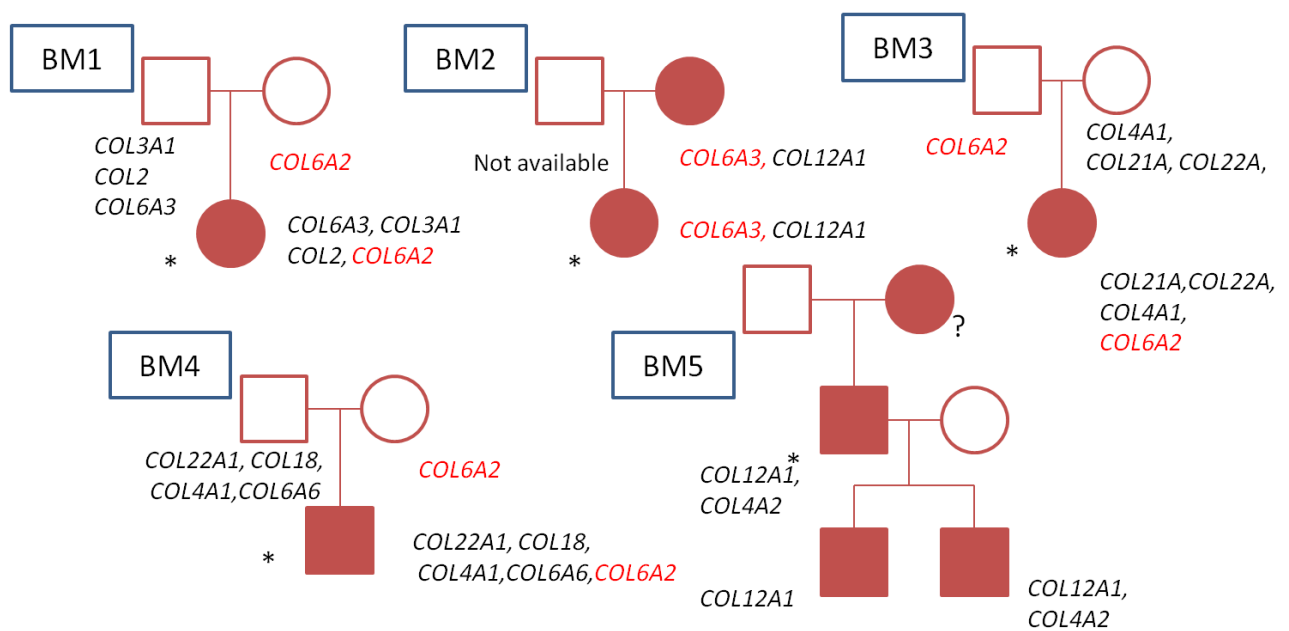 BM1
COL3A1
COL2
COL6A3
COL6A2
*
COL6A3, COL3A1
COL2, COL6A2
BM2
Not available
COL6A3, COL12A1
*
COL6A3, COL12A1
BM3
COL6A2
COL4A1,
COL21A, COL22A,
*
COL21A,COL22A,
COL4A1,
COL6A2
BM4
COL22A1, COL18,
COL4A1,COL6A6
COL6A2
*
COL22A1, COL18,
COL4A1,COL6A6,COL6A2
BM5
?
*
COL12A1,
COL4A2
COL12A1
COL12A1,
COL4A2